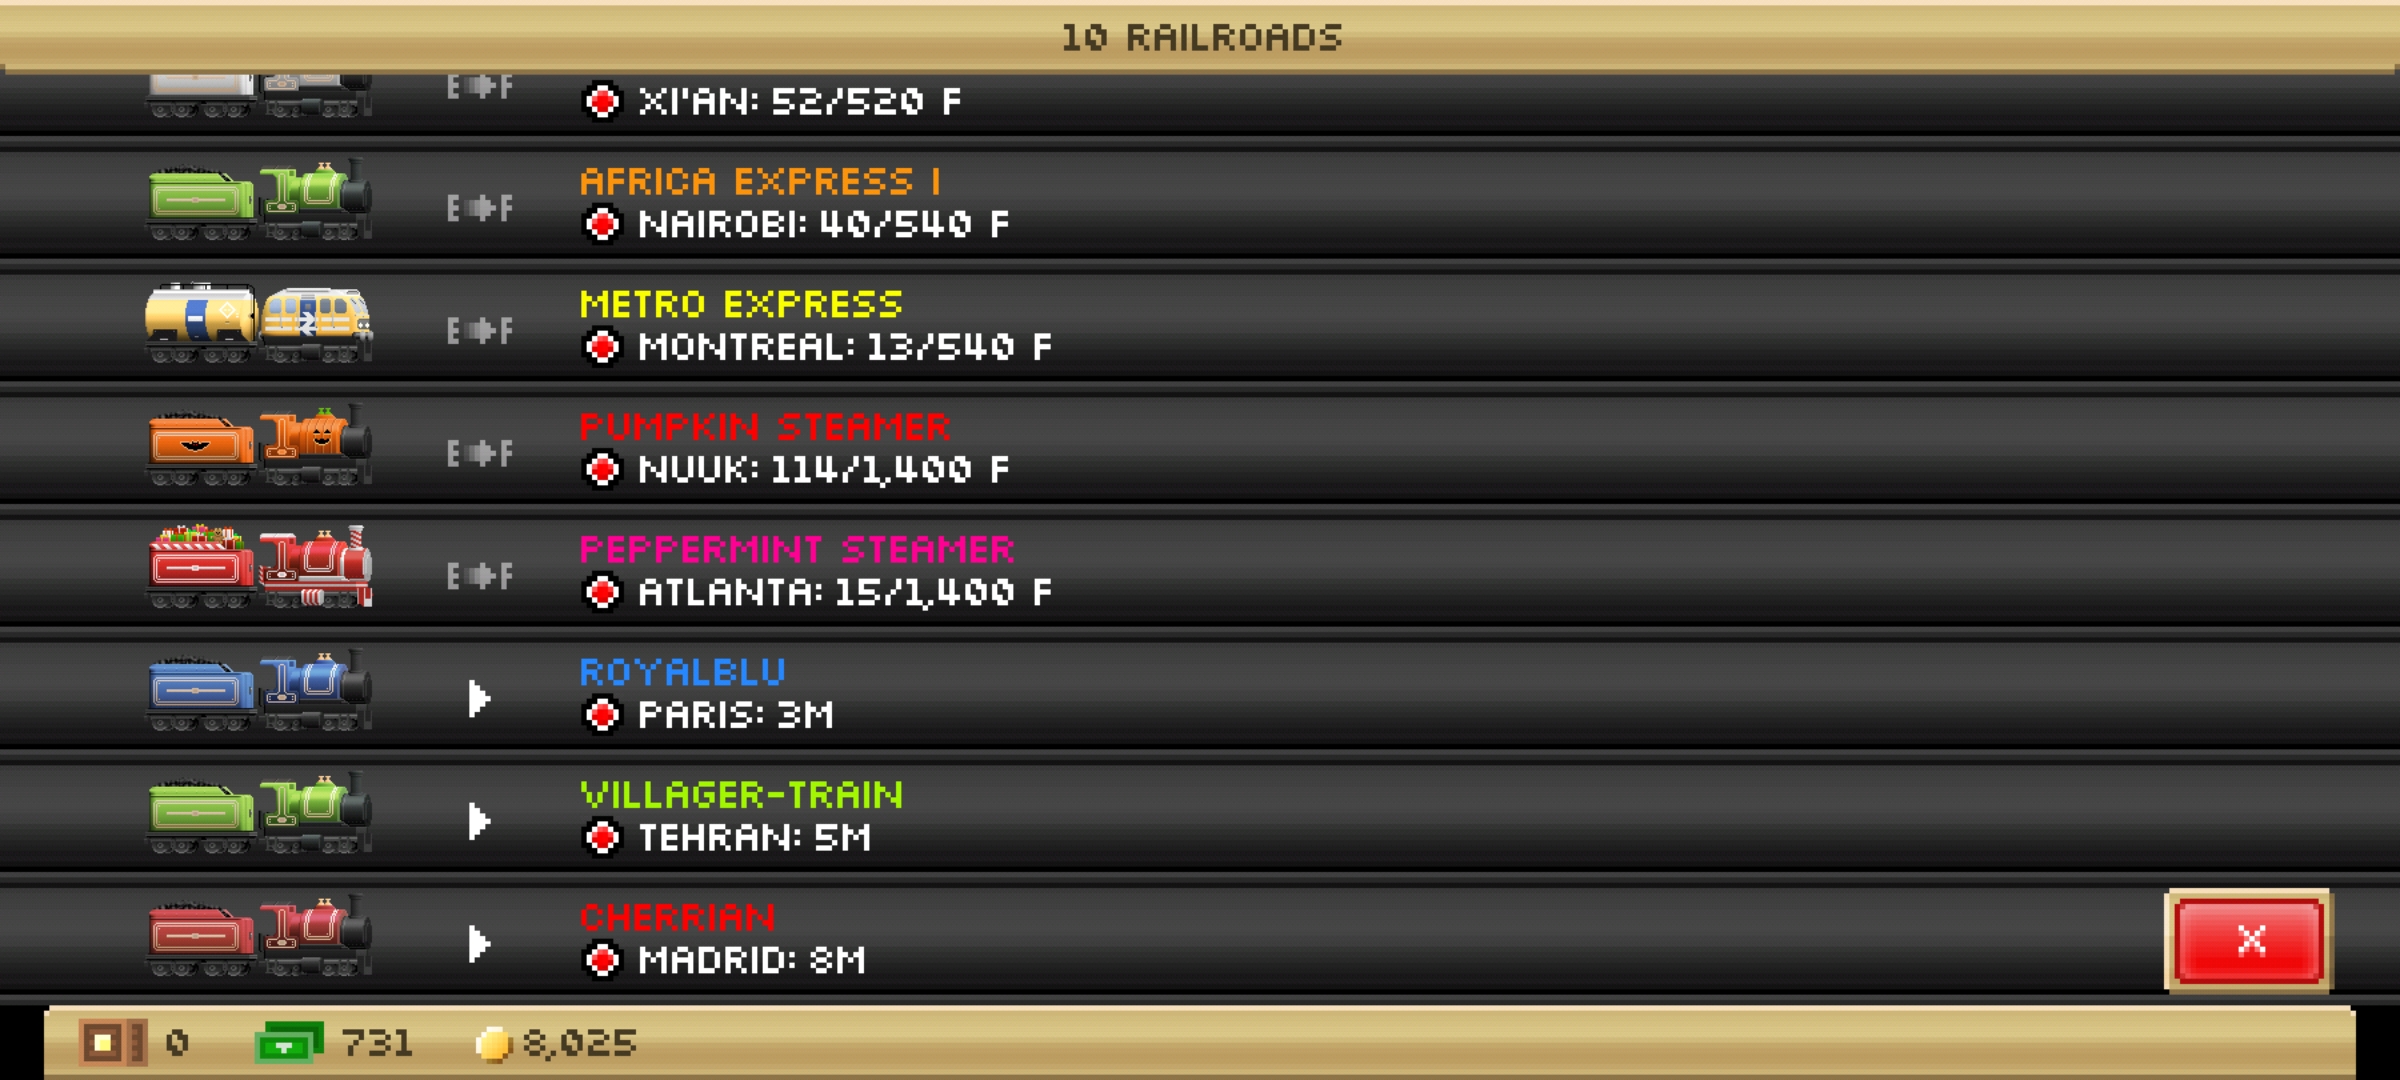 10 RAILROADS
E F
XI'AN: 52/520 F
AFRICA EXPRESS I
E F
NAIROBI: 40/540 F
METRO EXPRESS
E F
MONTREAL: 13/540 F
PUMPKIN STEAMER
E F
NUUK: 114/1,400 F
PEPPERMINT STEAMER
E F
ATLANTA: 15/1,400 F
ROYALBLU
PARIS: 3M
VILLAGER-TRAIN
TEHRAN: 5M
CHERRIAN
MADRID: 8M
X
0 731 8,025